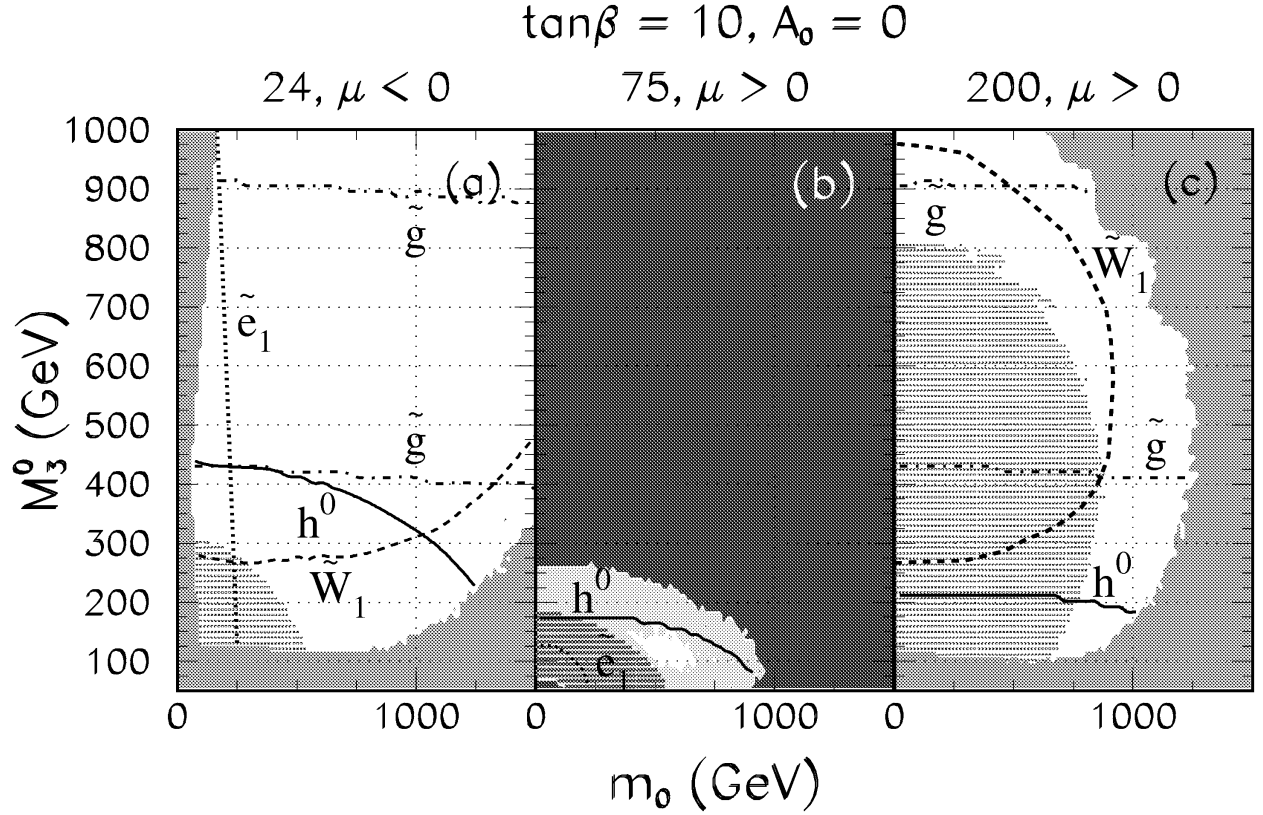 tanβ = 10, A₀ = 0
24, μ < 0 75, μ > 0 200, μ > 0
M₃⁰ (GeV)
1000
900
800
700
600
500
400
300
200
100
(a)
g̃
ẽ₁
g̃
h⁰
W̃₁
(b)
h⁰
ẽ₁
(c)
g̃
W̃₁
g̃
h⁰
0 1000 0 1000 0 1000
m₀ (GeV)